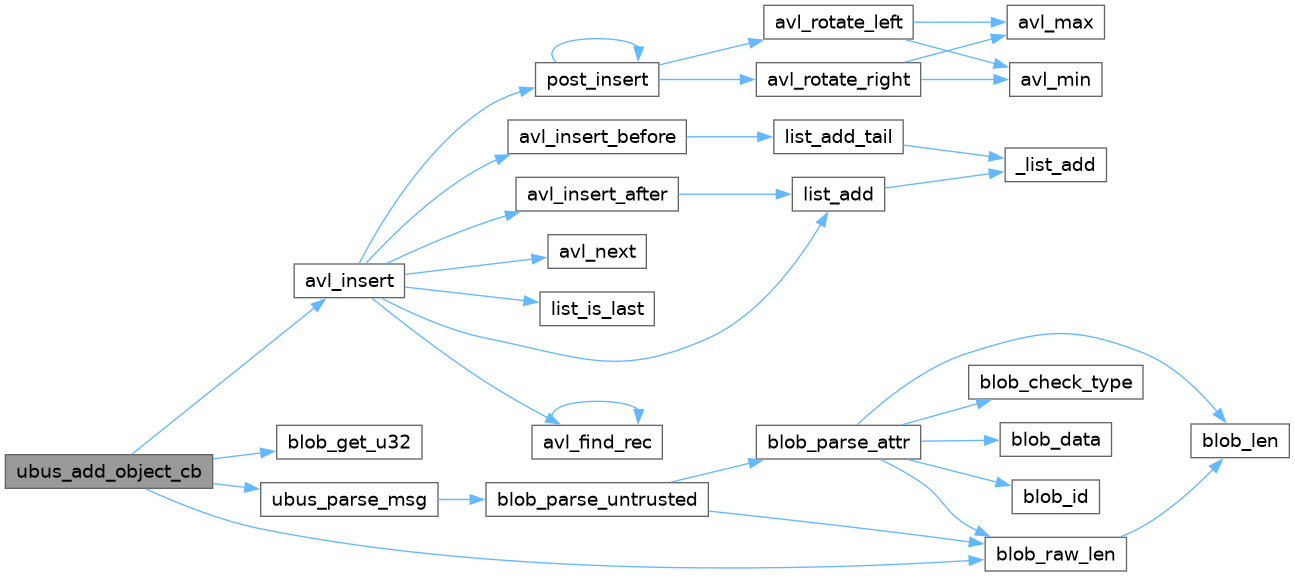 avl_rotate_left
avl_max
post_insert
avl_rotate_right
avl_min
avl_insert_before
list_add_tail
_list_add
avl_insert_after
list_add
avl_next
avl_insert
list_is_last
blob_check_type
avl_find_rec
blob_get_u32
blob_parse_attr
blob_data
blob_len
ubus_add_object_cb
ubus_parse_msg
blob_parse_untrusted
blob_id
blob_raw_len